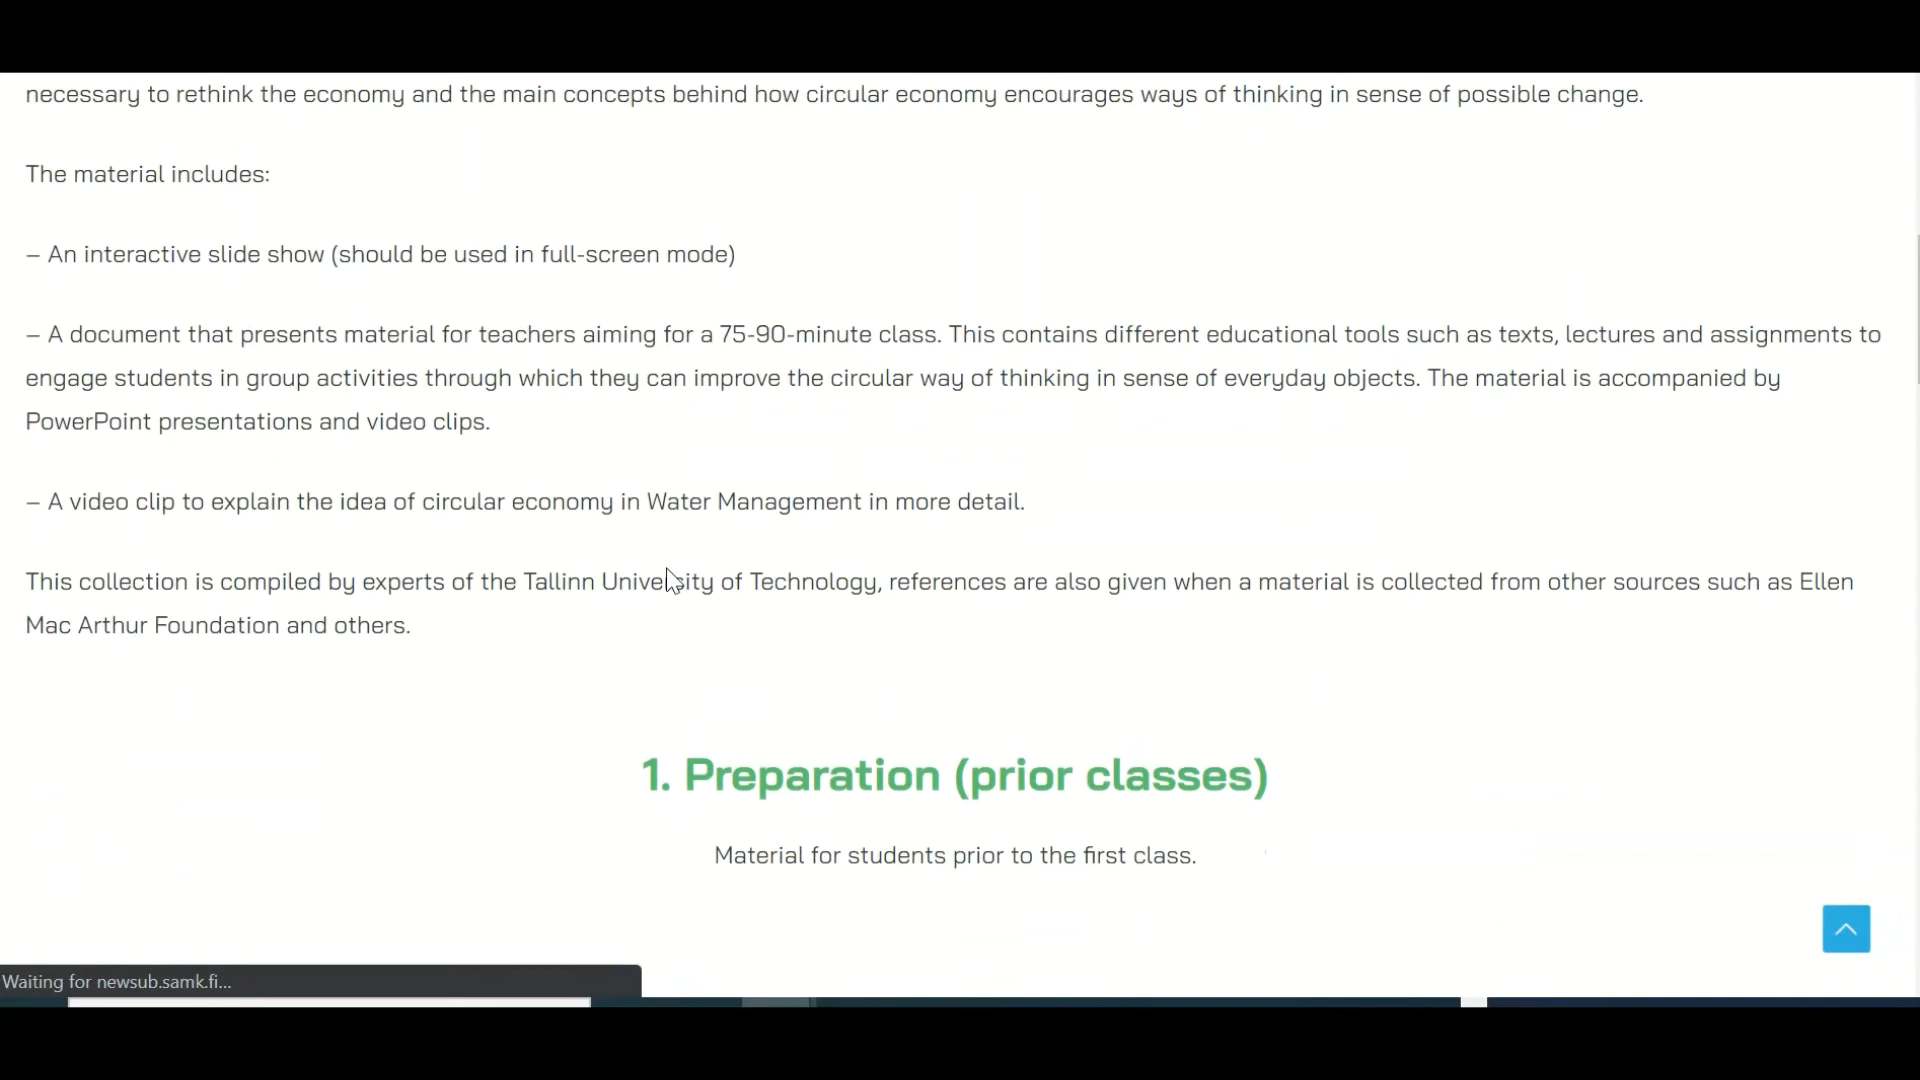 necessary to rethink the economy and the main concepts behind how circular economy encourages ways of thinking in sense of possible change.
The material includes:
– An interactive slide show (should be used in full-screen mode)
– A document that presents material for teachers aiming for a 75-90-minute class. This contains different educational tools such as texts, lectures and assignments to
engage students in group activities through which they can improve the circular way of thinking in sense of everyday objects. The material is accompanied by
PowerPoint presentations and video clips.
– A video clip to explain the idea of circular economy in Water Management in more detail.
This collection is compiled by experts of the Tallinn University of Technology, references are also given when a material is collected from other sources such as Ellen
Mac Arthur Foundation and others.
1. Preparation (prior classes)
Material for students prior to the first class.
Waiting for newsub.samk.fi...